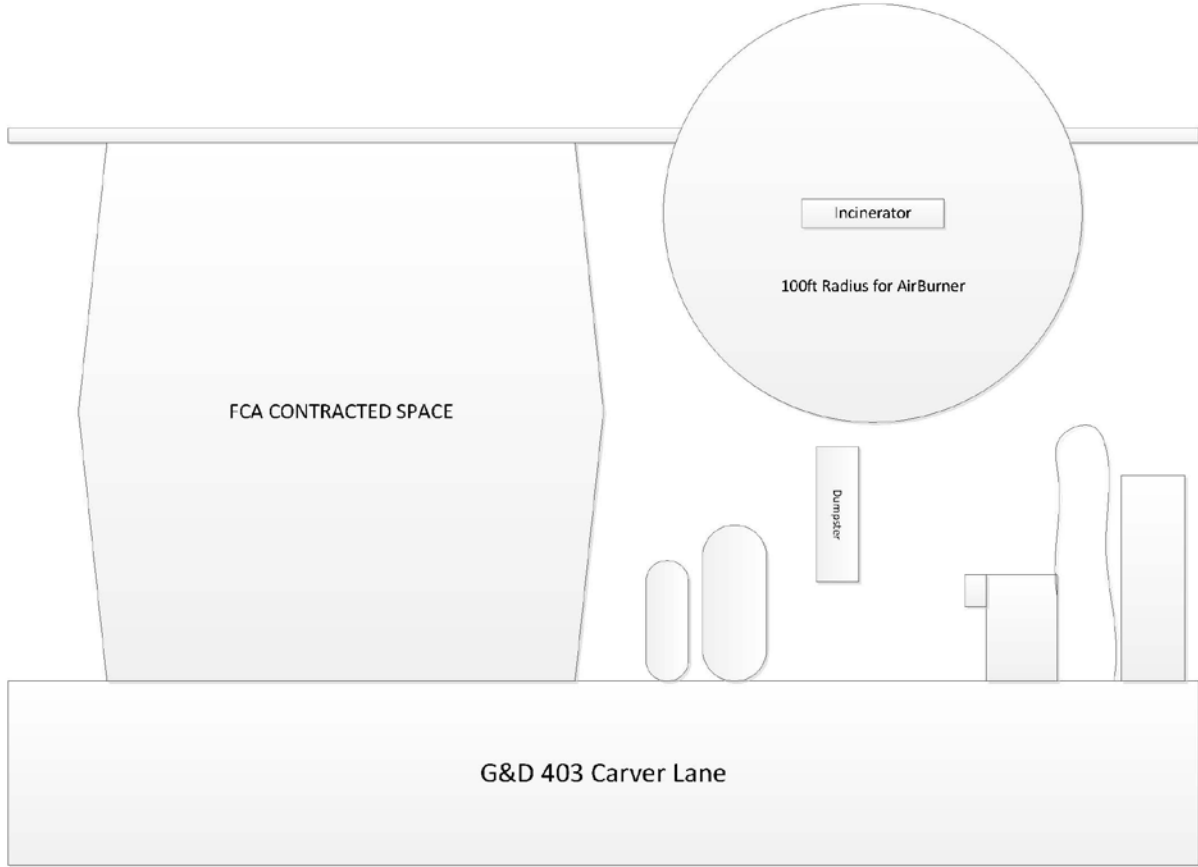 Incinerator
100ft Radius for AirBurner
FCA CONTRACTED SPACE
Dumpster
G&D 403 Carver Lane